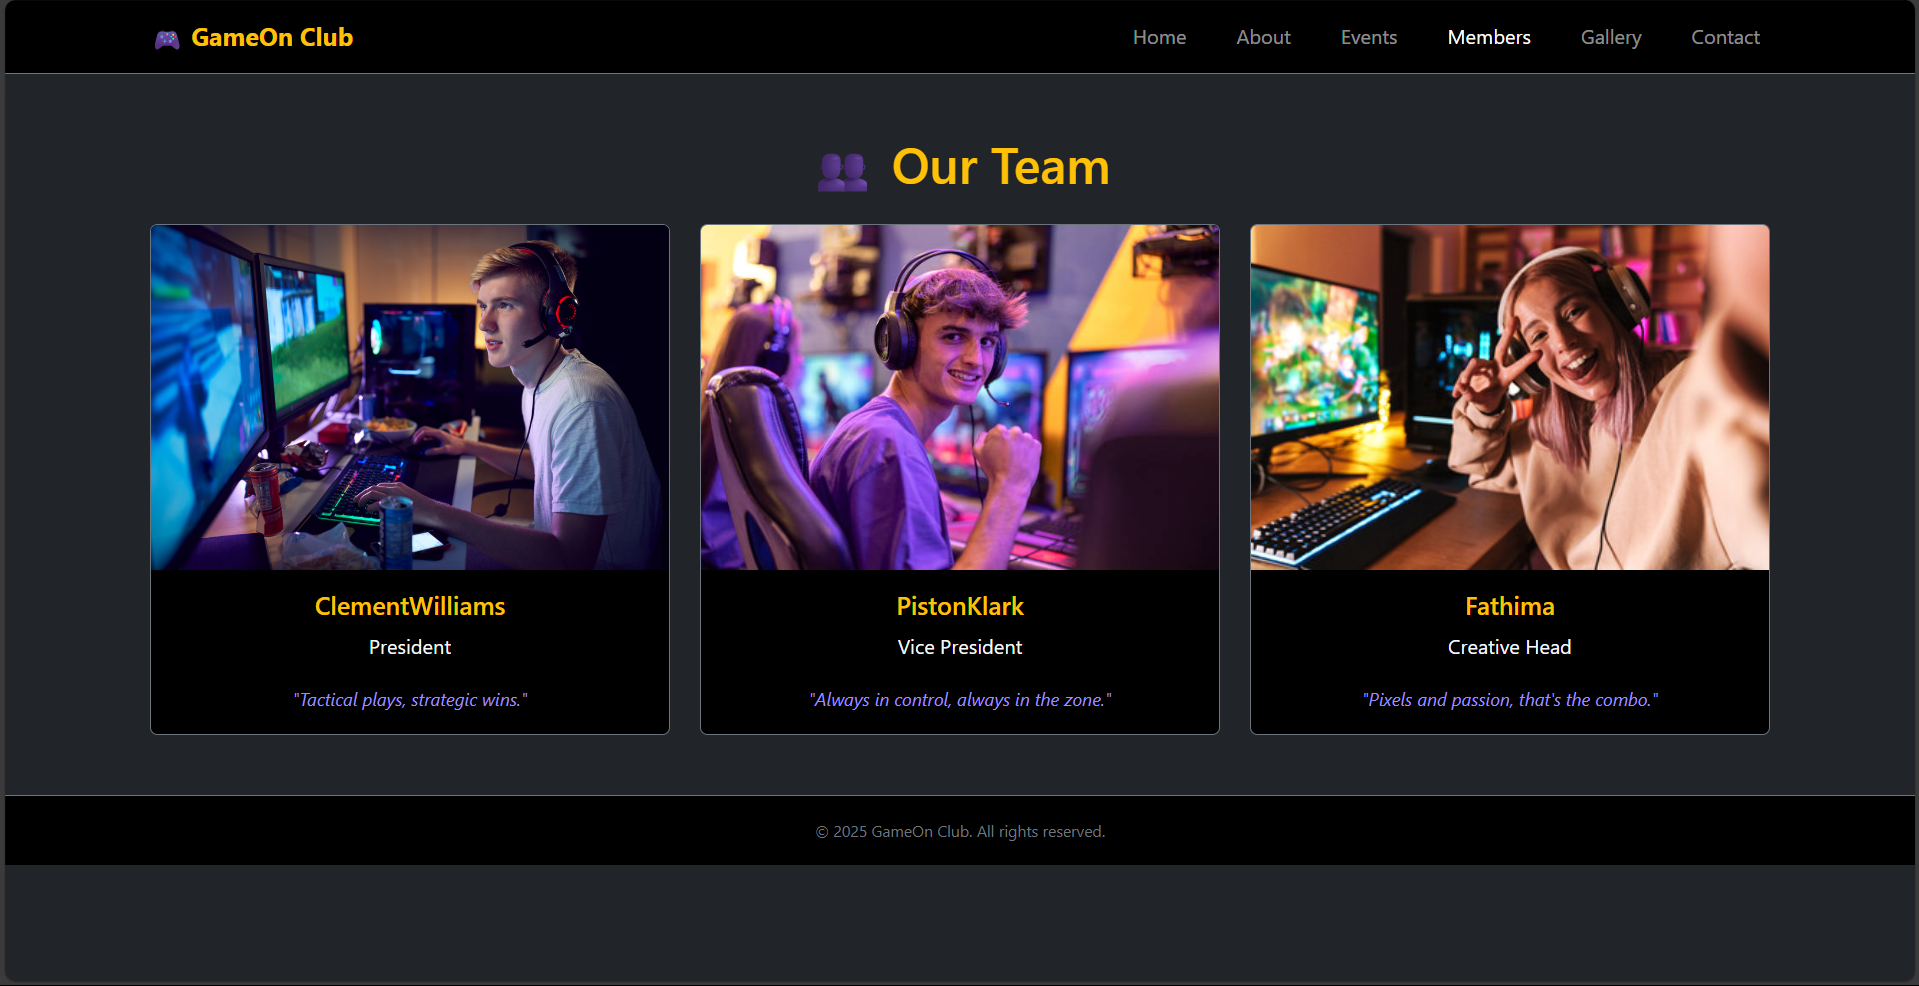 GameOn Club
Home About Events Members Gallery Contact
Our Team
ClementWilliams
President
"Tactical plays, strategic wins."
PistonKlark
Vice President
"Always in control, always in the zone."
Fathima
Creative Head
"Pixels and passion, that's the combo."
© 2025 GameOn Club. All rights reserved.